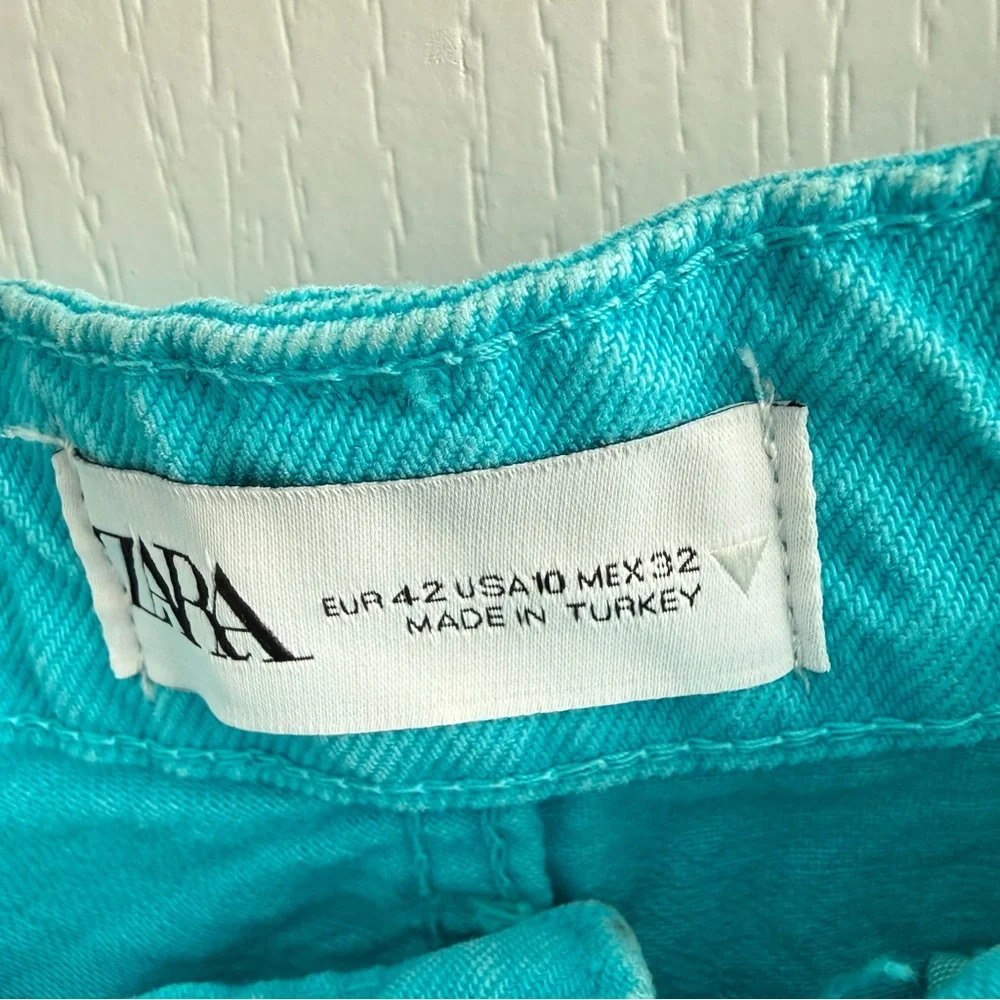 ZARA
EUR 42 USA 10 MEX 32
MADE IN TURKEY